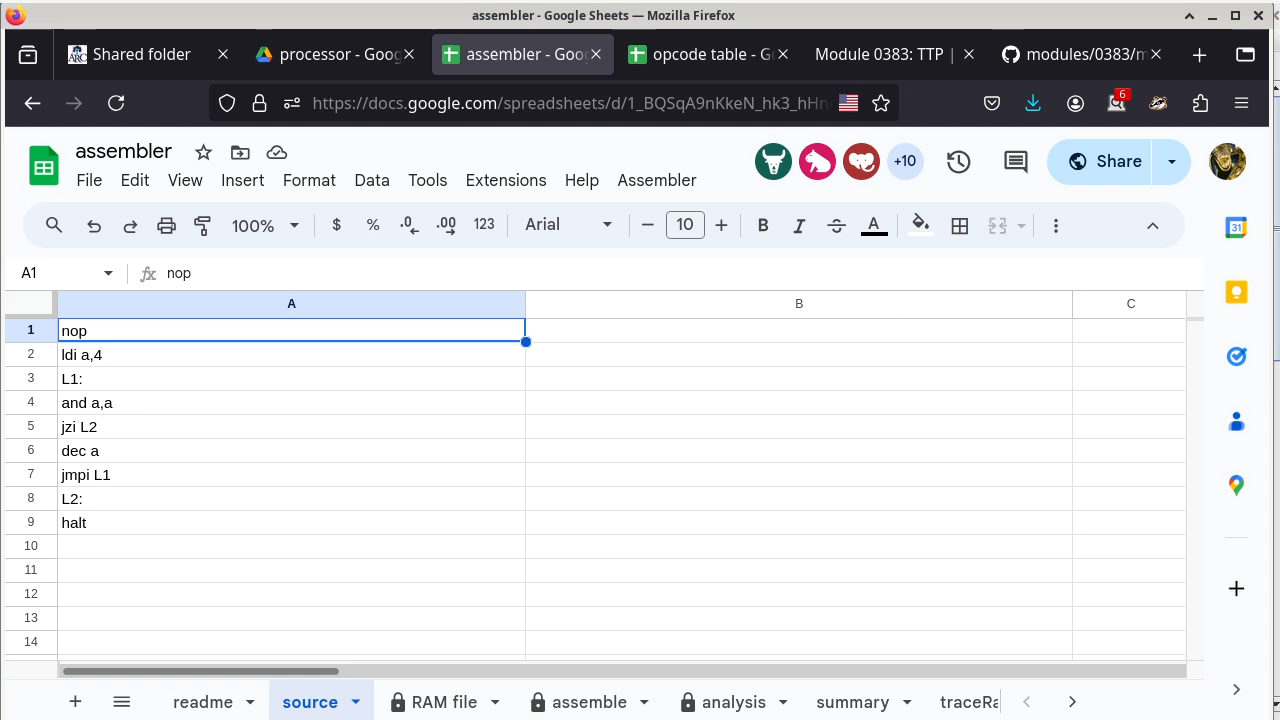 assembler - Google Sheets — Mozilla Firefox
Shared folder
processor - Goog
assembler - Goo
opcode table - G
Module 0383: TTP |
modules/0383/m
https://docs.google.com/spreadsheets/d/1_BQSqA9nKkeN_hk3_hHn
6
assembler
+10
Share
File Edit View Insert Format Data Tools Extensions Help Assembler
100% $ % .0 .00 123 Arial 10 B I S A
31
A1 fx nop
A B C
1 nop
2 ldi a,4
3 L1:
4 and a,a
5 jzi L2
6 dec a
7 jmpi L1
8 L2:
9 halt
10
11
12
13
14
readme source RAM file assemble analysis summary traceRa